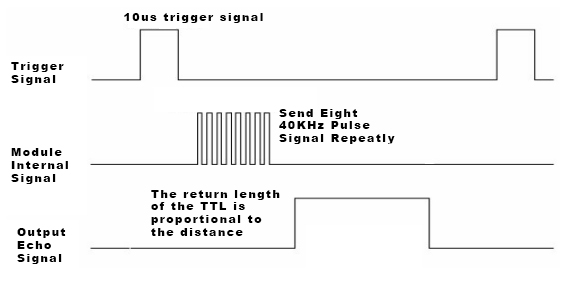 10us trigger signal
Trigger
Signal
Send Eight
40KHz Pulse
Signal Repeatly
Module
Internal
Signal
The return length
of the TTL is
proportional to
the distance
Output
Echo
Signal